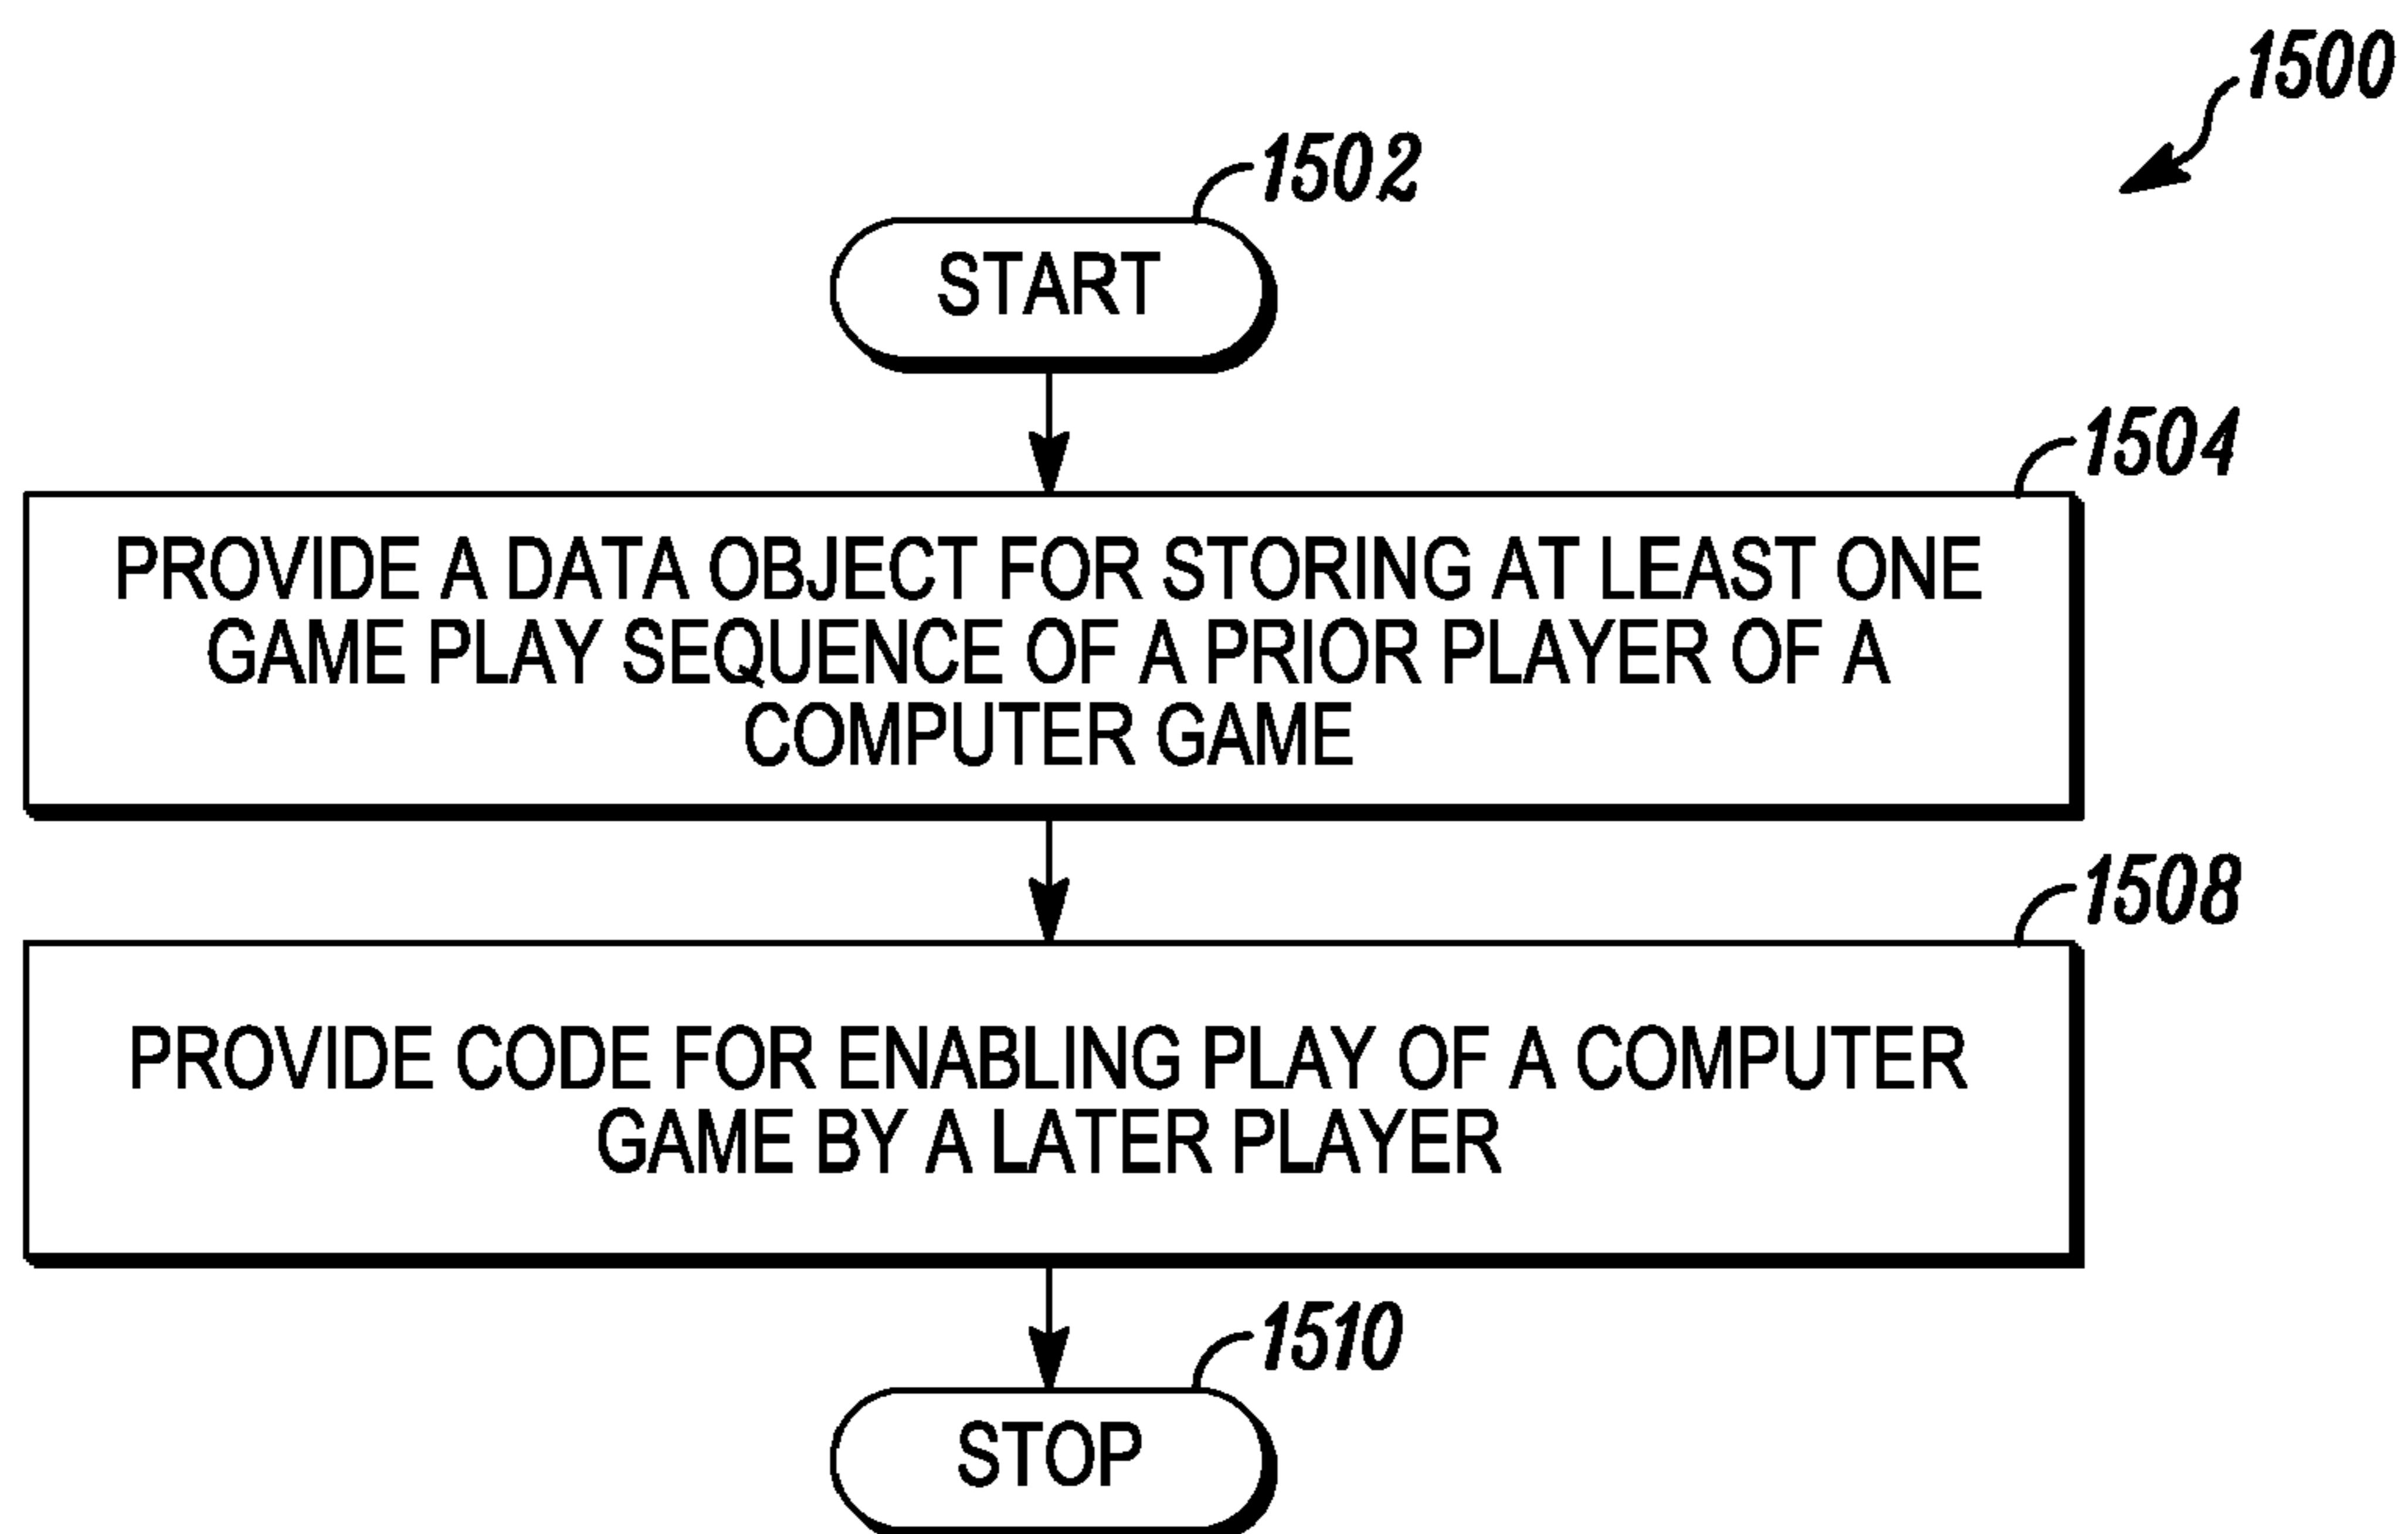 1500
1502
START
1504
PROVIDE A DATA OBJECT FOR STORING AT LEAST ONE
GAME PLAY SEQUENCE OF A PRIOR PLAYER OF A
COMPUTER GAME
1508
PROVIDE CODE FOR ENABLING PLAY OF A COMPUTER
GAME BY A LATER PLAYER
1510
STOP